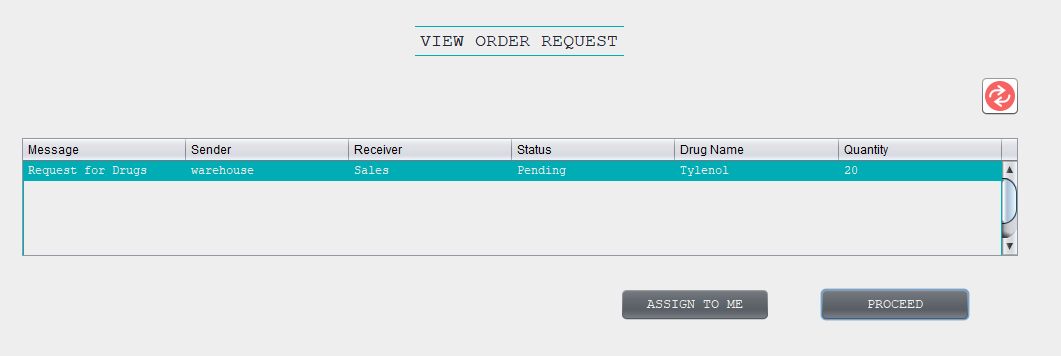 VIEW ORDER REQUEST
Message Sender Receiver Status Drug Name Quantity
Request for Drugs warehouse Sales Pending Tylenol 20
ASSIGN TO ME PROCEED